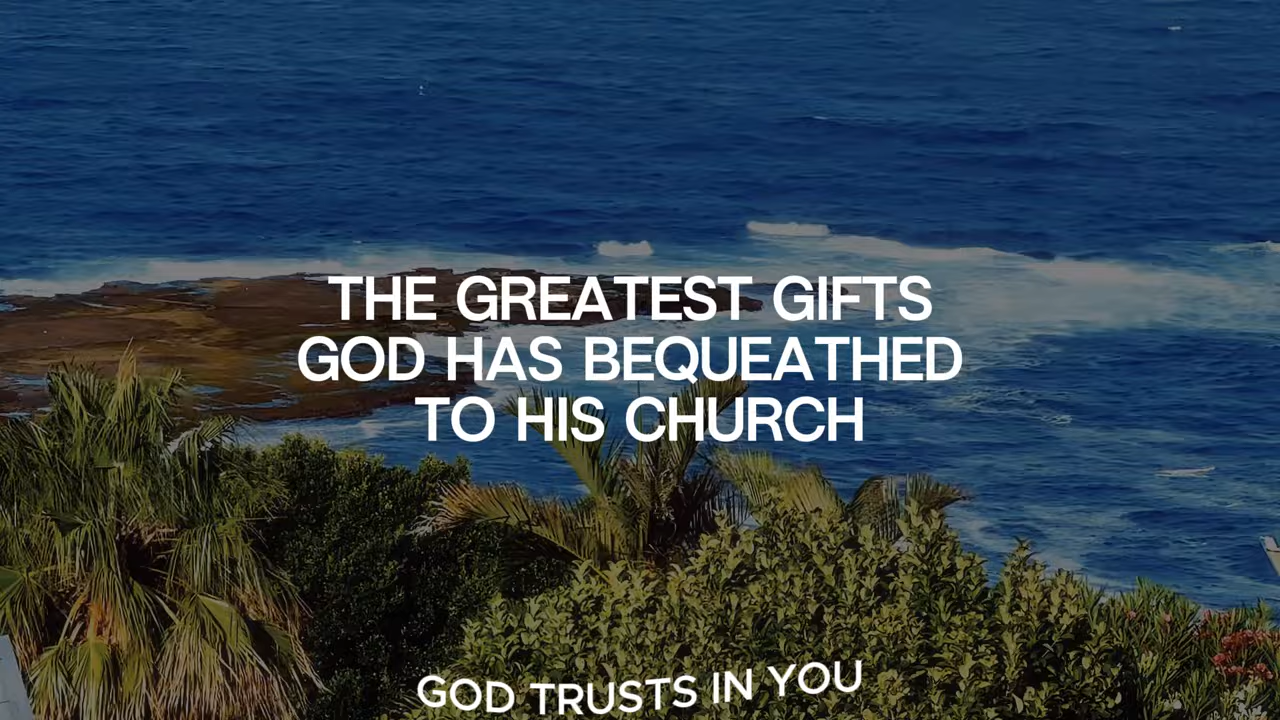 THE GREATEST GIFTS
GOD HAS BEQUEATHED
TO HIS CHURCH
GOD TRUSTS IN YOU